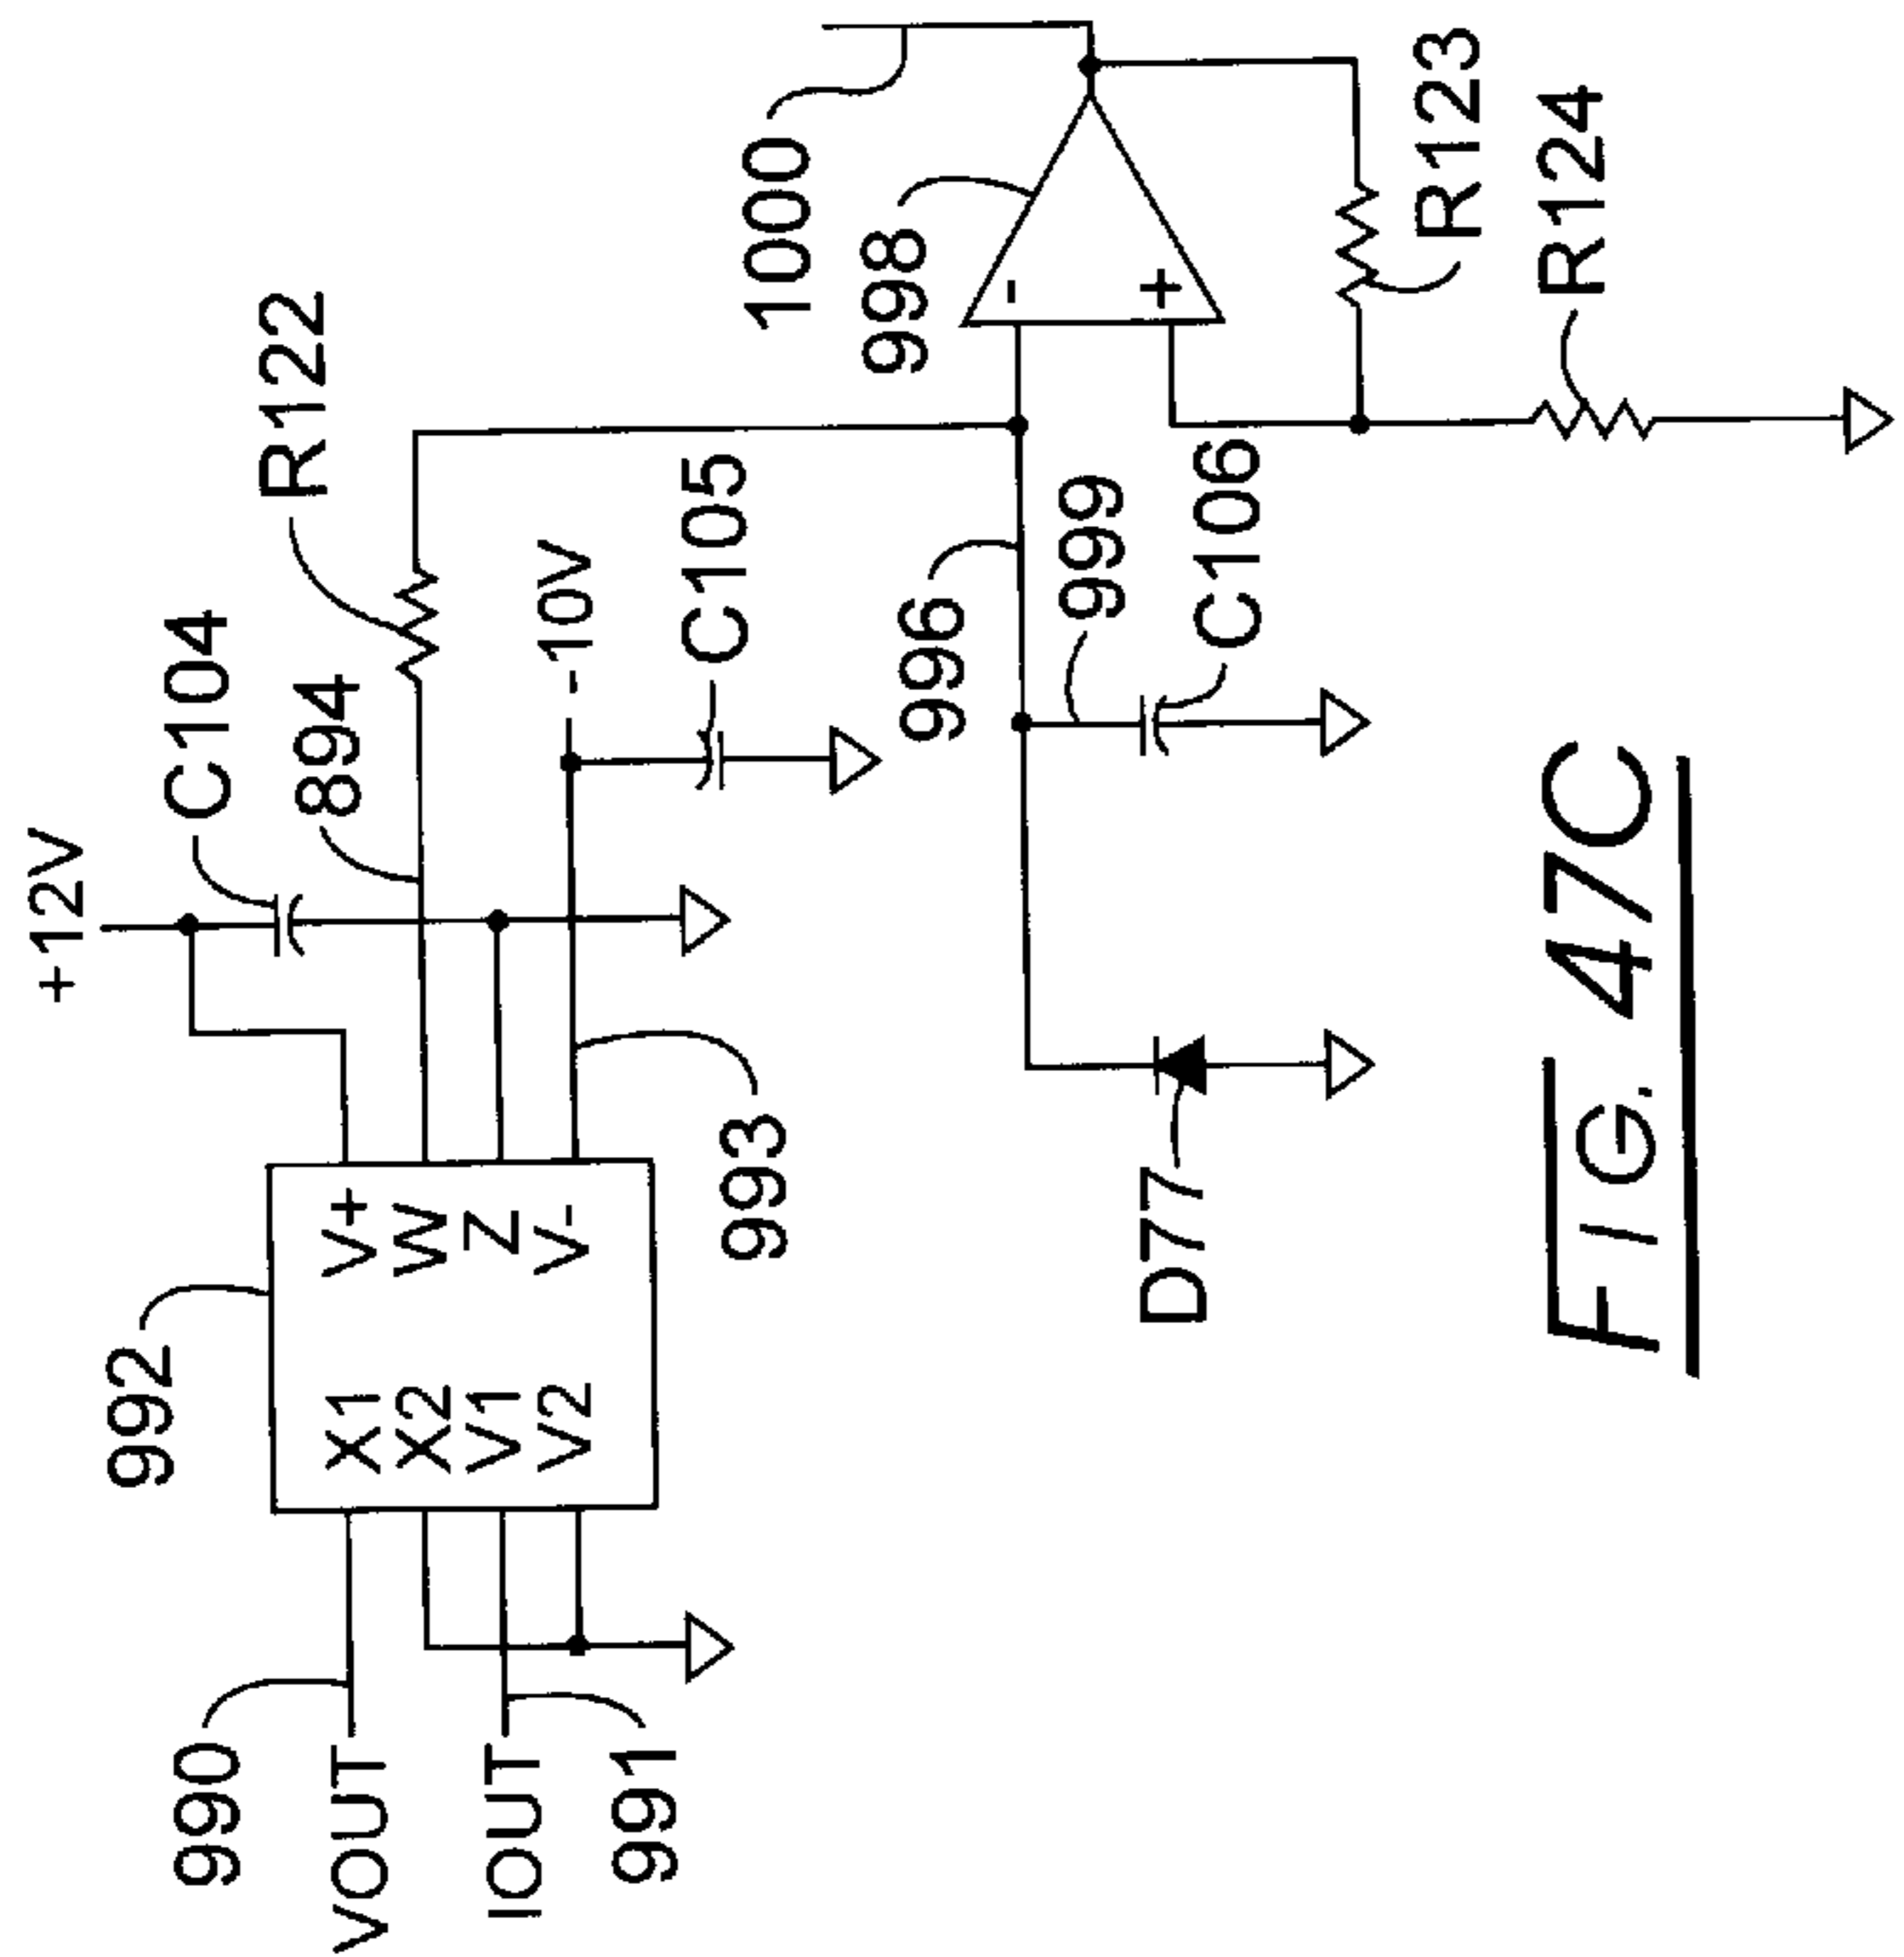 +12V
C104
894
R122
992
X1
X2
V1
V2
V+
W
Z
V-
990
VOUT
IOUT
991
993
-10V
C105
1000
998
-
+
996
999
C106
D77
R123
R124
FIG. 47C